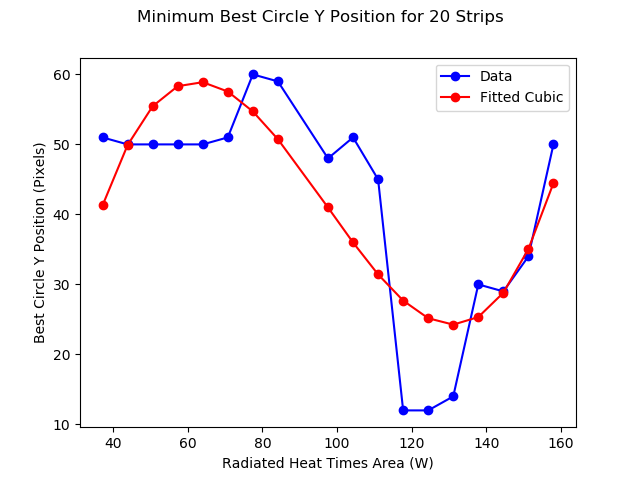 Minimum Best Circle Y Position for 20 Strips
Data
Fitted Cubic
60
50
40
30
20
10
Best Circle Y Position (Pixels)
40 60 80 100 120 140 160
Radiated Heat Times Area (W)